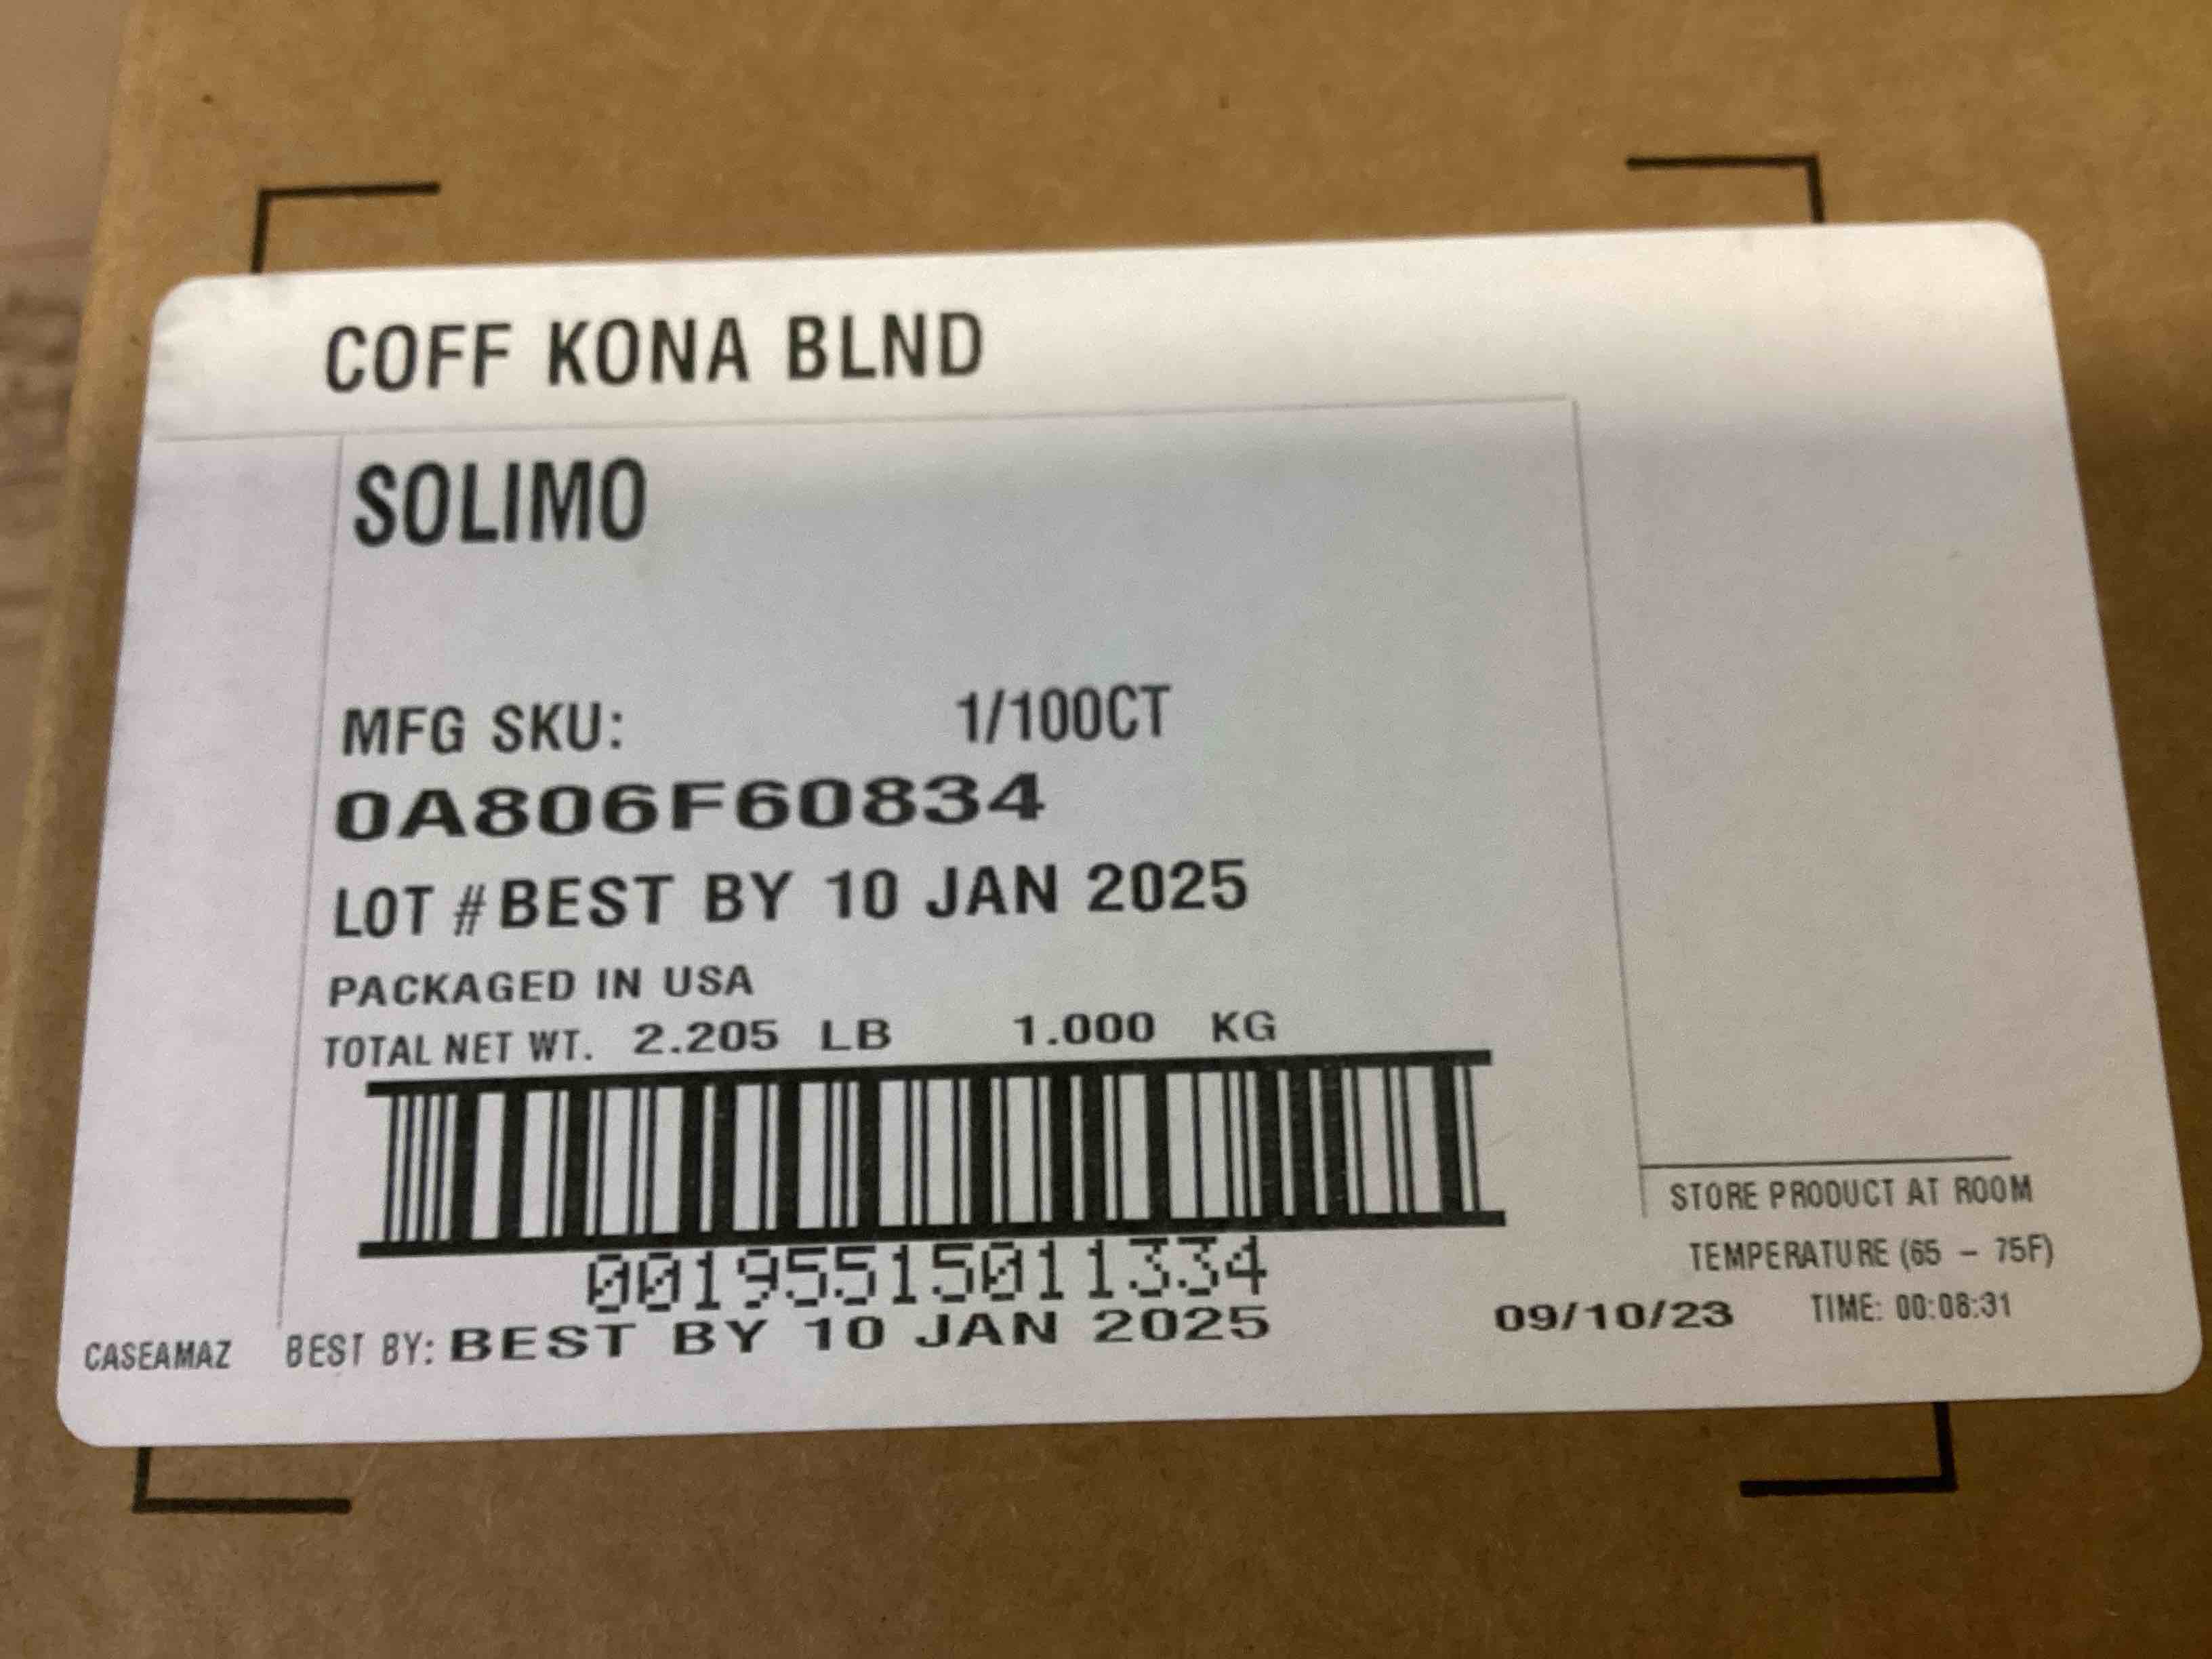 COFF KONA BLND
SOLIMO
MFG SKU: 1/100CT
0A806F60834
LOT # BEST BY 10 JAN 2025
PACKAGED IN USA
TOTAL NET WT. 2.205 LB 1.000 KG
00195515011334
STORE PRODUCT AT ROOM
TEMPERATURE (65 – 75F)
CASEAMAZ BEST BY: BEST BY 10 JAN 2025 09/10/23 TIME: 00:08:31